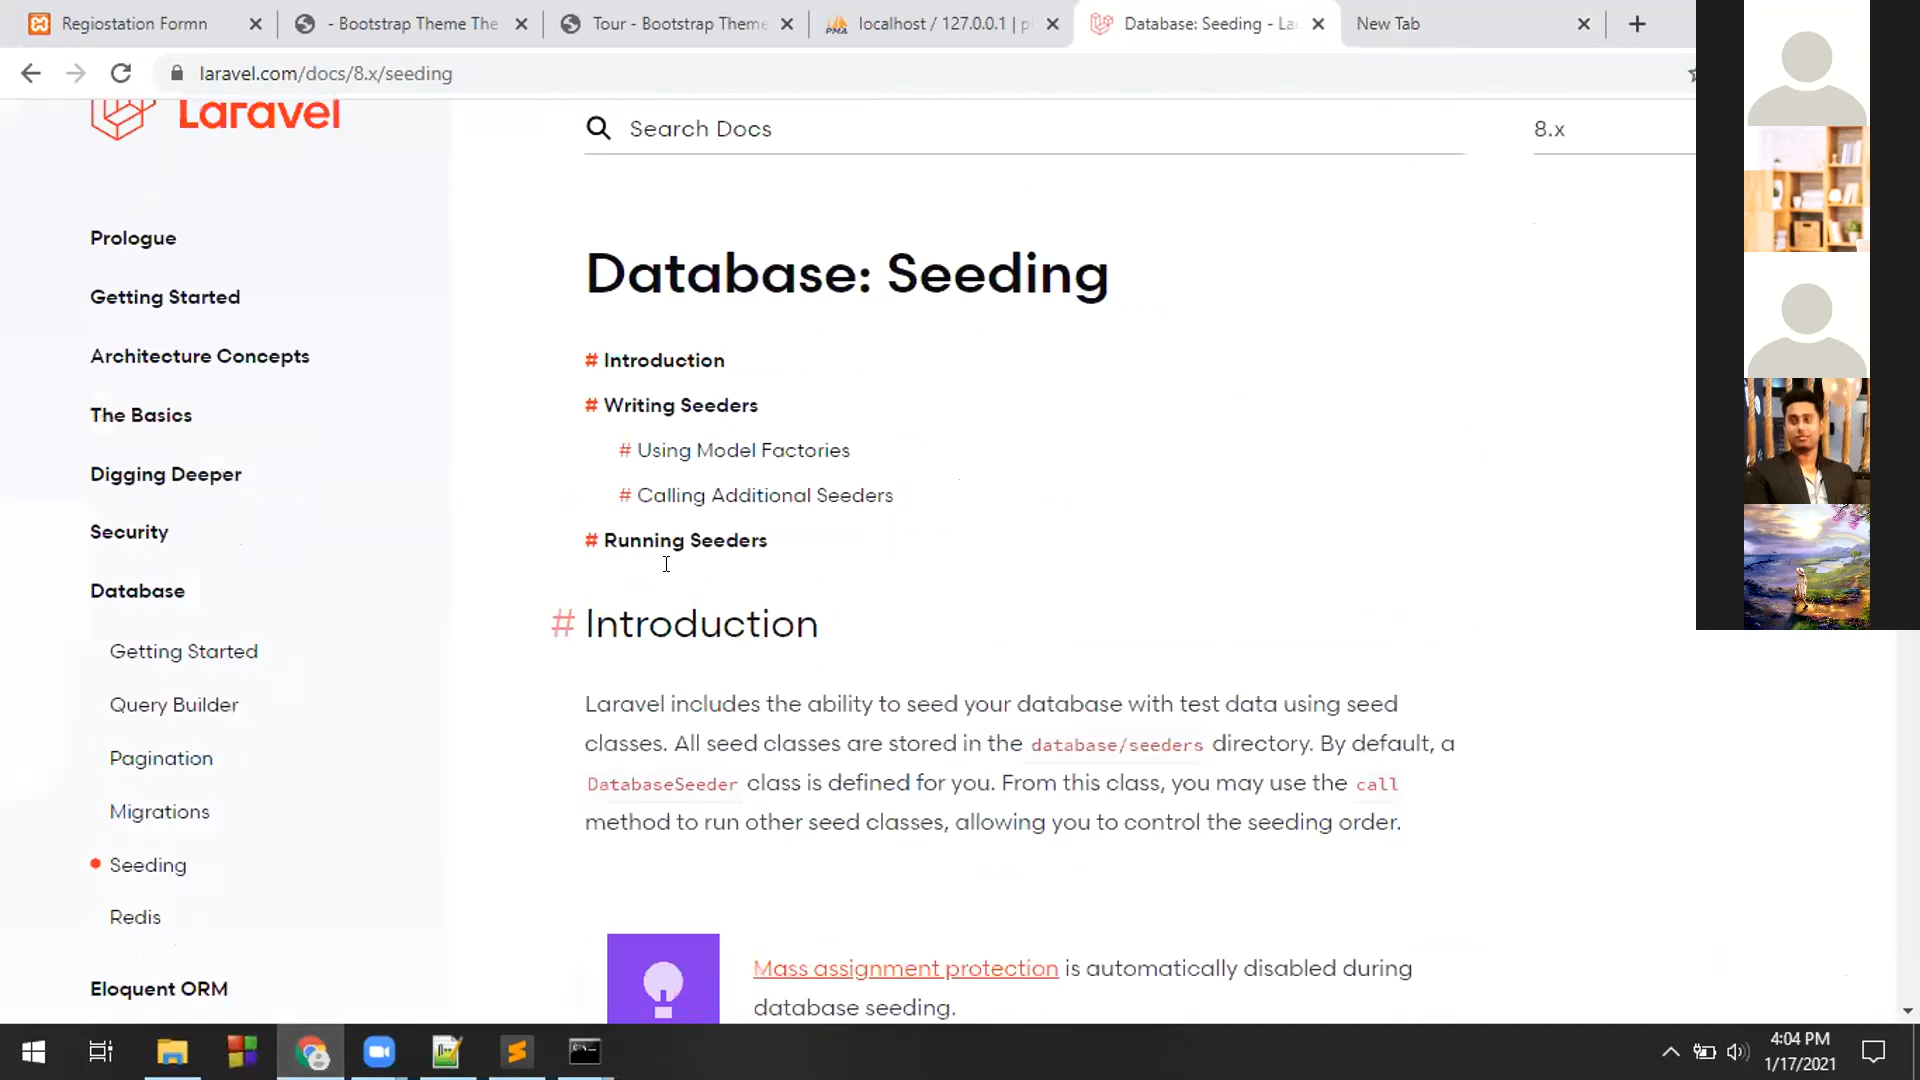 Regiostation Formn
- Bootstrap Theme The
Tour - Bootstrap Theme
localhost / 127.0.0.1 | p
Database: Seeding - La
New Tab
laravel.com/docs/8.x/seeding
Laravel
Search Docs
8.x
Prologue
Getting Started
Architecture Concepts
The Basics
Digging Deeper
Security
Database
Getting Started
Query Builder
Pagination
Migrations
Seeding
Redis
Eloquent ORM
Database: Seeding
# Introduction
# Writing Seeders
# Using Model Factories
# Calling Additional Seeders
# Running Seeders
# Introduction
Laravel includes the ability to seed your database with test data using seed
classes. All seed classes are stored in the database/seeders directory. By default, a
DatabaseSeeder class is defined for you. From this class, you may use the call
method to run other seed classes, allowing you to control the seeding order.
Mass assignment protection is automatically disabled during
database seeding.
4:04 PM
1/17/2021